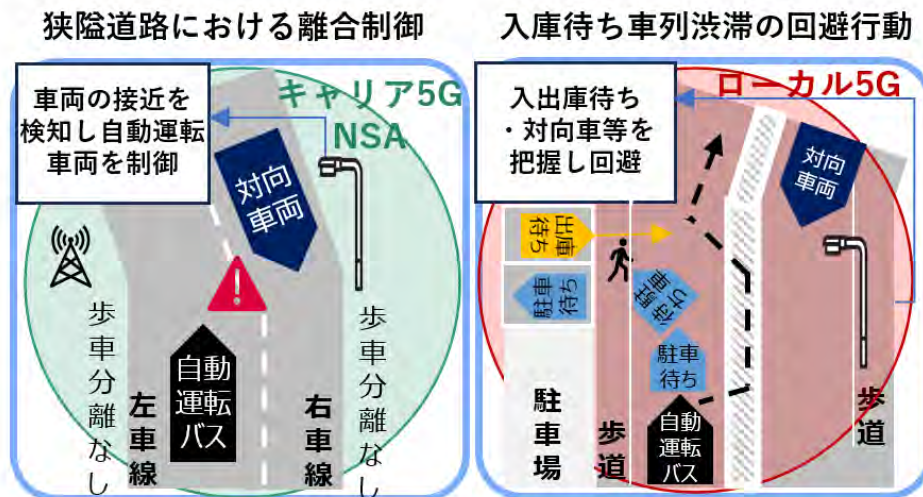 狭隘道路における離合制御
車両の接近を
検知し自動運転
車両を制御
キャリア5G
NSA
対向
車両
歩車分離なし
左車線
自動
運転
バス
右車線
歩車分離なし
入庫待ち車列渋滞の回避行動
入出庫待ち
・対向車等を
把握し回避
ローカル5G
対向
車両
出庫
待ち
駐車
待ち
駐車
待ち
駐車
待ち
駐車場
歩道
自動
運転
バス
歩道